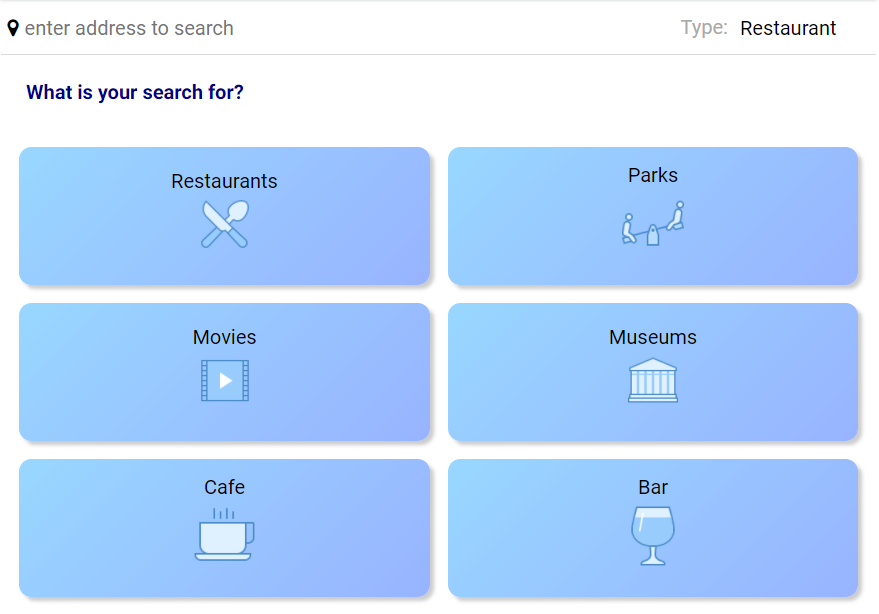 enter address to search Type: Restaurant
What is your search for?
Restaurants Parks
Movies Museums
Cafe Bar